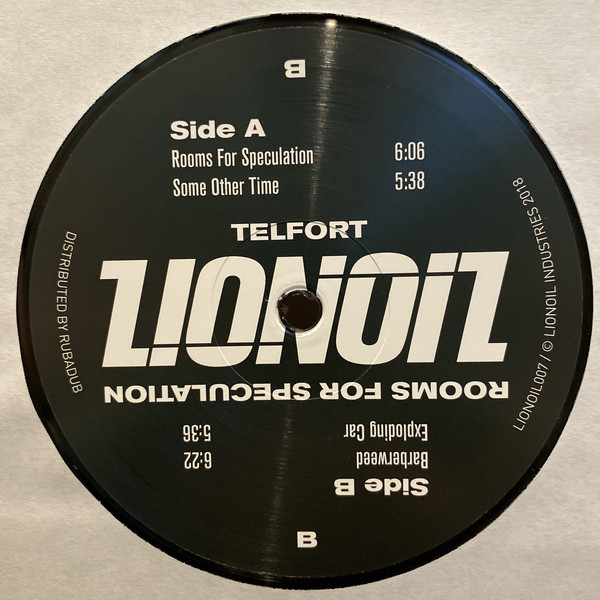 B
Side A
Rooms For Speculation 6:06
Some Other Time 5:38
TELFORT
LIONOIL
ROOMS FOR SPECULATION
Side B
Barberweed 6:22
Exploding Car 5:36
B
DISTRIBUTED BY RUBADUB
LIONOIL007 / © LIONOIL INDUSTRIES 2018